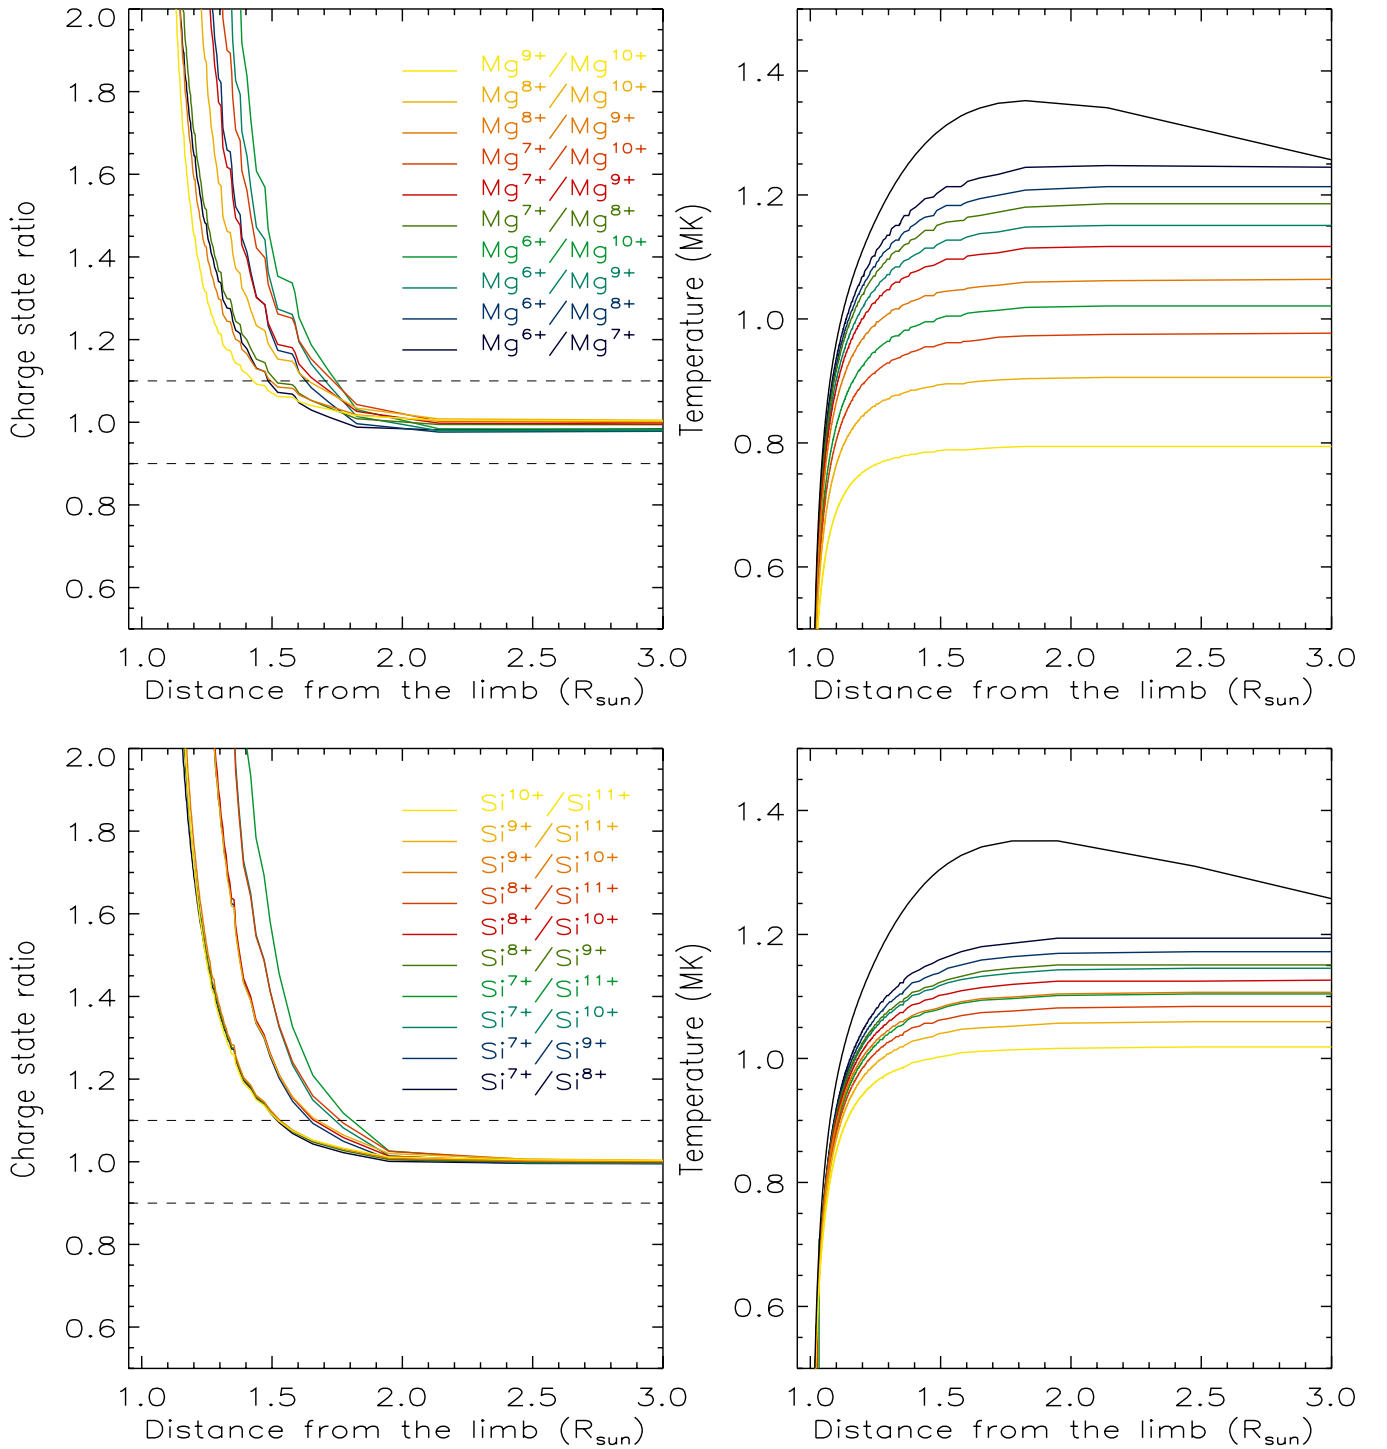 Charge state ratio
2.0
1.8
1.6
1.4
1.2
1.0
0.8
0.6
Mg⁹⁺/Mg¹⁰⁺
Mg⁸⁺/Mg¹⁰⁺
Mg⁸⁺/Mg⁹⁺
Mg⁷⁺/Mg¹⁰⁺
Mg⁷⁺/Mg⁹⁺
Mg⁷⁺/Mg⁸⁺
Mg⁶⁺/Mg¹⁰⁺
Mg⁶⁺/Mg⁹⁺
Mg⁶⁺/Mg⁸⁺
Mg⁶⁺/Mg⁷⁺
1.0 1.5 2.0 2.5 3.0
Distance from the limb (R_sun)
Temperature (MK)
1.4
1.2
1.0
0.8
0.6
1.0 1.5 2.0 2.5 3.0
Distance from the limb (R_sun)
Charge state ratio
2.0
1.8
1.6
1.4
1.2
1.0
0.8
0.6
Si¹⁰⁺/Si¹¹⁺
Si⁹⁺/Si¹¹⁺
Si⁹⁺/Si¹⁰⁺
Si⁸⁺/Si¹¹⁺
Si⁸⁺/Si¹⁰⁺
Si⁸⁺/Si⁹⁺
Si⁷⁺/Si¹¹⁺
Si⁷⁺/Si¹⁰⁺
Si⁷⁺/Si⁹⁺
Si⁷⁺/Si⁸⁺
1.0 1.5 2.0 2.5 3.0
Distance from the limb (R_sun)
Temperature (MK)
1.4
1.2
1.0
0.8
0.6
1.0 1.5 2.0 2.5 3.0
Distance from the limb (R_sun)